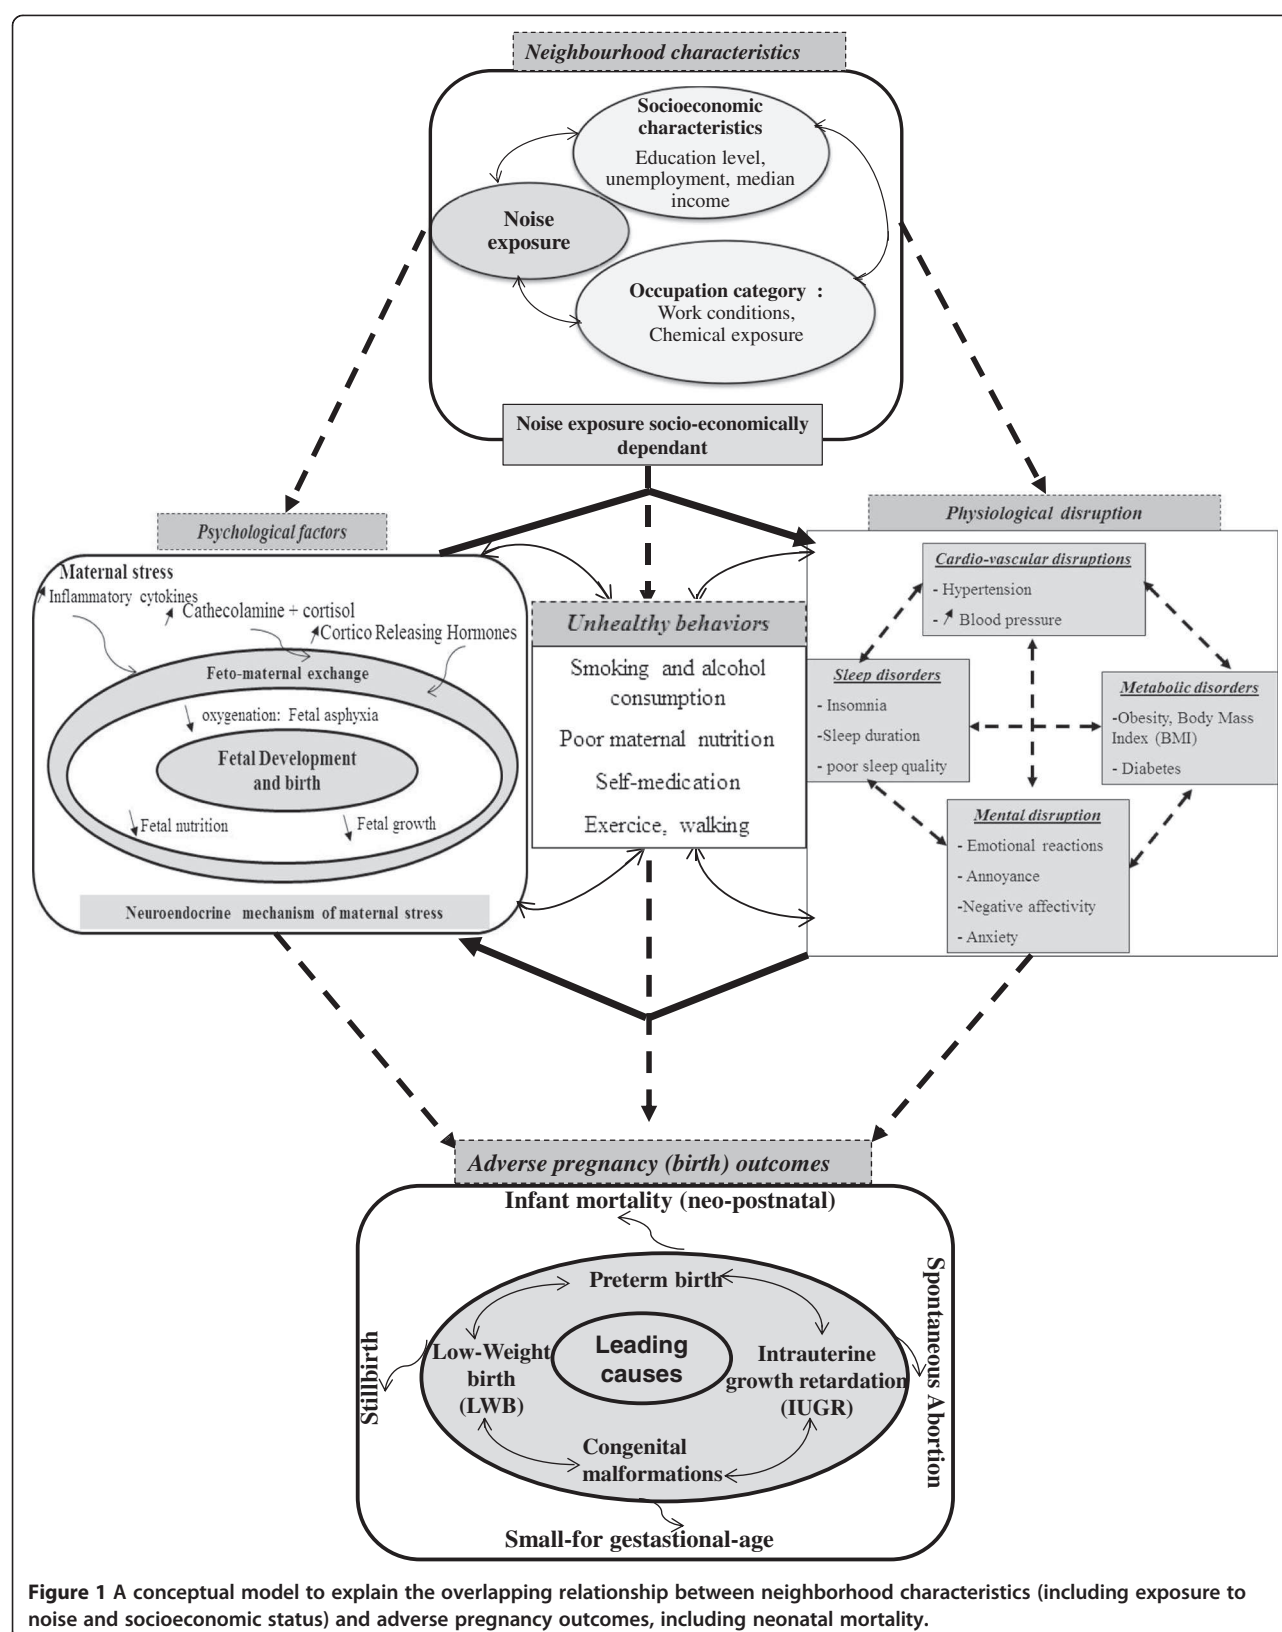 Neighbourhood characteristics
Socioeconomic
characteristics
Education level,
unemployment, median
income
Noise
exposure
Occupation category :
Work conditions,
Chemical exposure
Noise exposure socio-economically
dependant
Psychological factors
Maternal stress
Inflammatory cytokines
Cathecolamine + cortisol
Cortico Releasing Hormones
Feto-maternal exchange
oxygenation: Fetal asphyxia
Fetal Development
and birth
Fetal nutrition
Fetal growth
Neuroendocrine mechanism of maternal stress
Unhealthy behaviors
Smoking and alcohol
consumption
Poor maternal nutrition
Self-medication
Exercice, walking
Physiological disruption
Cardio-vascular disruptions
- Hypertension
- ↗ Blood pressure
Sleep disorders
- Insomnia
-Sleep duration
- poor sleep quality
Metabolic disorders
-Obesity, Body Mass
Index (BMI)
- Diabetes
Mental disruption
- Emotional reactions
- Annoyance
-Negative affectivity
- Anxiety
Adverse pregnancy (birth) outcomes
Infant mortality (neo-postnatal)
Preterm birth
Leading
causes
Low-Weight
birth
(LWB)
Intrauterine
growth retardation
(IUGR)
Congenital
malformations
Stillbirth
Spontaneous Abortion
Small-for gestastional-age
Figure 1 A conceptual model to explain the overlapping relationship between neighborhood characteristics (including exposure to
noise and socioeconomic status) and adverse pregnancy outcomes, including neonatal mortality.